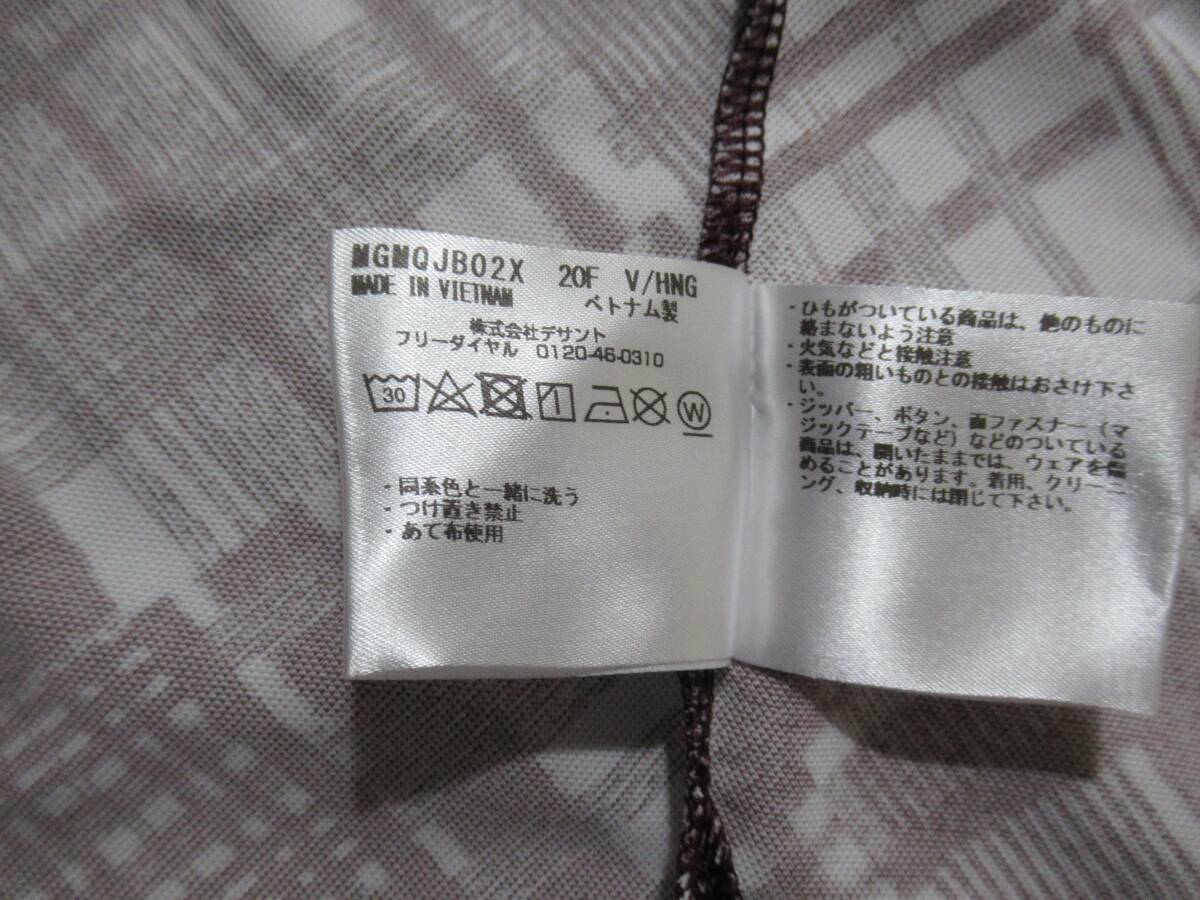 MGMQJB02X 20F V/HNG
MADE IN VIETNAM ベトナム製
株式会社デサント
フリーダイヤル 0120-46-0310
30 W
・同系色と一緒に洗う
・つけ置き禁止
・あて布使用
・ひもがついている商品は、他のものに
絡まないよう注意
・火気などと接触注意
・表面の粗いものとの接触はおさけ下さ
い。
・ジッパー、ボタン、面ファスナー（マ
ジックテープなど）などのついている
商品は、開いたままでは、ウェアを傷
めることがあります。着用、クリーニ
ング、収納時には閉じて下さい。